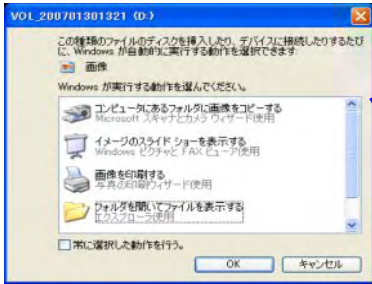 VOL_200701301321 (D:)
この種類のファイルのディスクを挿入したり、デバイスに接続したりするたび
に、Windows が自動的に実行する動作を選択できます:
画像
Windows が実行する動作を選んでください。
コンピュータにあるフォルダに画像をコピーする
Microsoft スキャナとカメラ ウィザード使用
イメージのスライド ショーを表示する
Windows ピクチャと FAX ビューア使用
画像を印刷する
写真の印刷ウィザード使用
フォルダを開いてファイルを表示する
エクスプローラ使用
常に選択した動作を行う。
OK
キャンセル